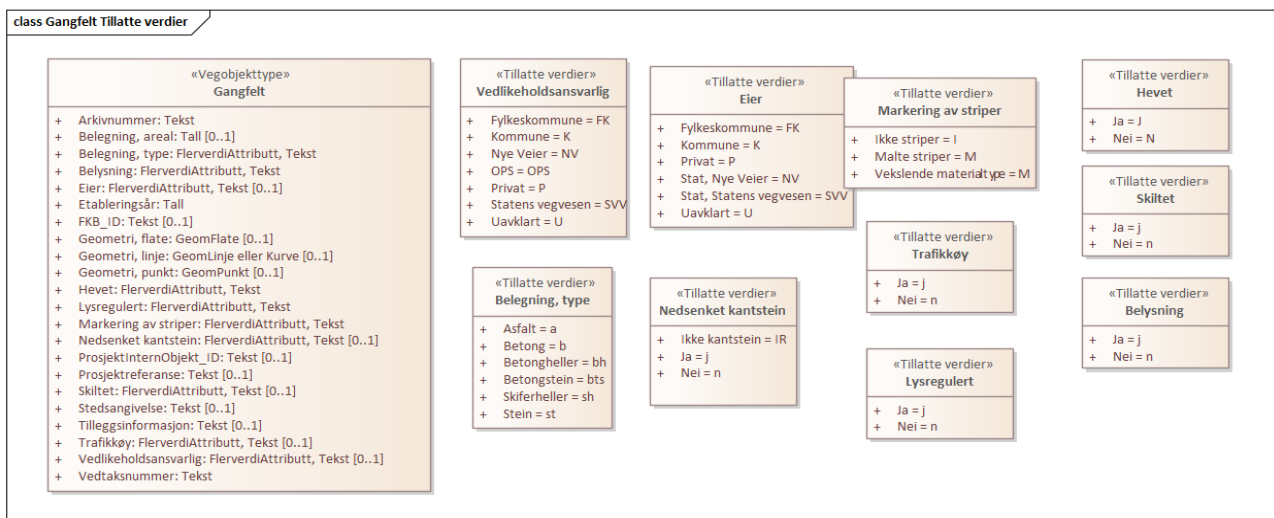 class Gangfelt Tillatte verdier
«Vegobjekttype»
Gangfelt
+ Arkivnummer: Tekst
+ Belegning, areal: Tall [0..1]
+ Belegning, type: FlerverdiAttributt, Tekst
+ Belysning: FlerverdiAttributt, Tekst
+ Eier: FlerverdiAttributt, Tekst [0..1]
+ Etableringsår: Tall
+ FKB_ID: Tekst [0..1]
+ Geometri, flate: GeomFlate [0..1]
+ Geometri, linje: GeomLinje eller Kurve [0..1]
+ Geometri, punkt: GeomPunkt [0..1]
+ Hevet: FlerverdiAttributt, Tekst
+ Lysregulert: FlerverdiAttributt, Tekst
+ Markering av striper: FlerverdiAttributt, Tekst
+ Nedsenket kantstein: FlerverdiAttributt, Tekst [0..1]
+ ProsjektInternObjekt_ID: Tekst [0..1]
+ Prosjektreferanse: Tekst [0..1]
+ Skiltet: FlerverdiAttributt, Tekst [0..1]
+ Stedsangivelse: Tekst [0..1]
+ Tilleggsinformasjon: Tekst [0..1]
+ Trafikkøy: FlerverdiAttributt, Tekst [0..1]
+ Vedlikeholdsansvarlig: FlerverdiAttributt, Tekst [0..1]
+ Vedtaksnummer: Tekst
«Tillatte verdier»
Vedlikeholdsansvarlig
+ Fylkeskommune = FK
+ Kommune = K
+ Nye Veier = NV
+ OPS = OPS
+ Privat = P
+ Statens vegvesen = SVV
+ Uavklart = U
«Tillatte verdier»
Eier
+ Fylkeskommune = FK
+ Kommune = K
+ Privat = P
+ Stat, Nye Veier = NV
+ Stat, Statens vegvesen = SVV
+ Uavklart = U
«Tillatte verdier»
Markering av striper
+ Ikke striper = I
+ Malte striper = M
+ Vekslende materialtype = M
«Tillatte verdier»
Hevet
+ Ja = J
+ Nei = N
«Tillatte verdier»
Skiltet
+ Ja = j
+ Nei = n
«Tillatte verdier»
Trafikkøy
+ Ja = j
+ Nei = n
«Tillatte verdier»
Belegning, type
+ Asfalt = a
+ Betong = b
+ Betongheller = bh
+ Betongstein = bts
+ Skiferheller = sh
+ Stein = st
«Tillatte verdier»
Nedsenket kantstein
+ Ikke kantstein = IR
+ Ja = j
+ Nei = n
«Tillatte verdier»
Belysning
+ Ja = j
+ Nei = n
«Tillatte verdier»
Lysregulert
+ Ja = j
+ Nei = n